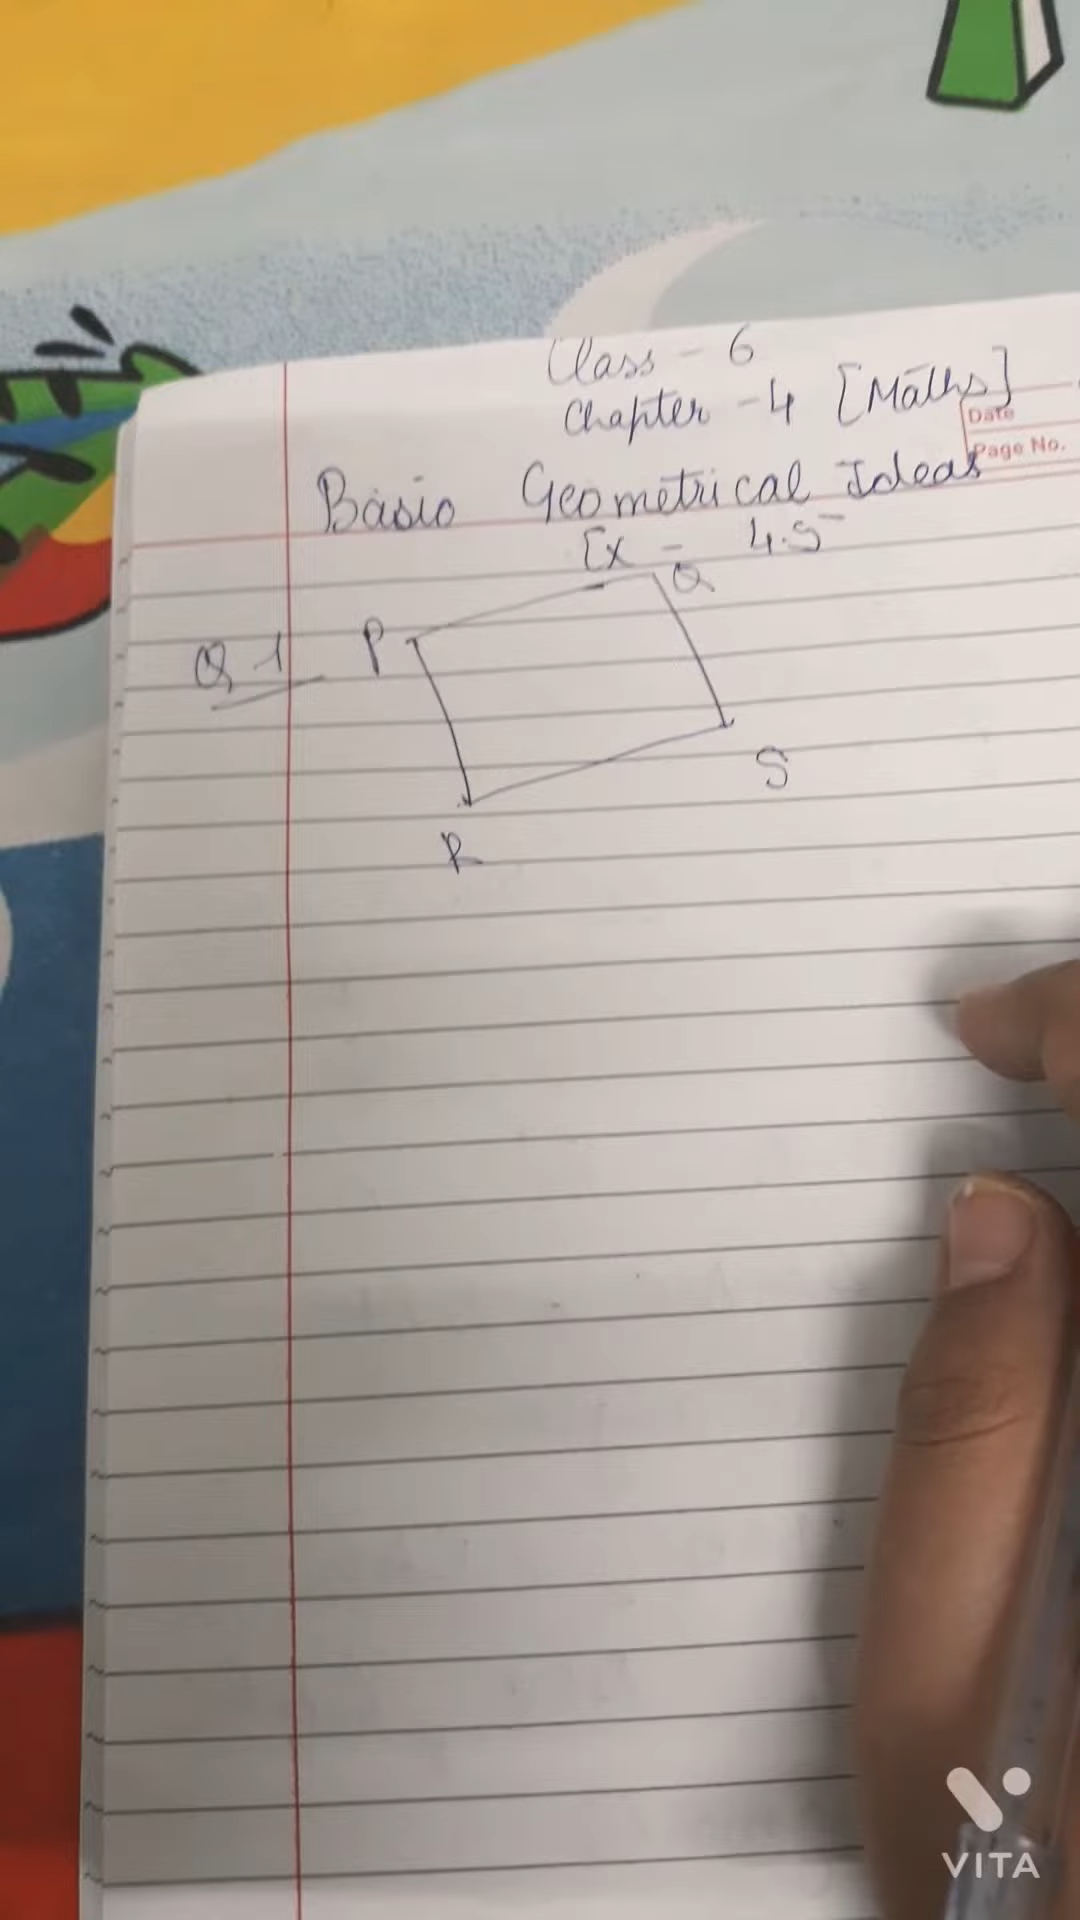 Class - 6
Chapter - 4 [Maths]
Date
Page No.
Basic Geometrical Ideas
Ex - 4.5
Q.1
P
Q
S
R
VITA